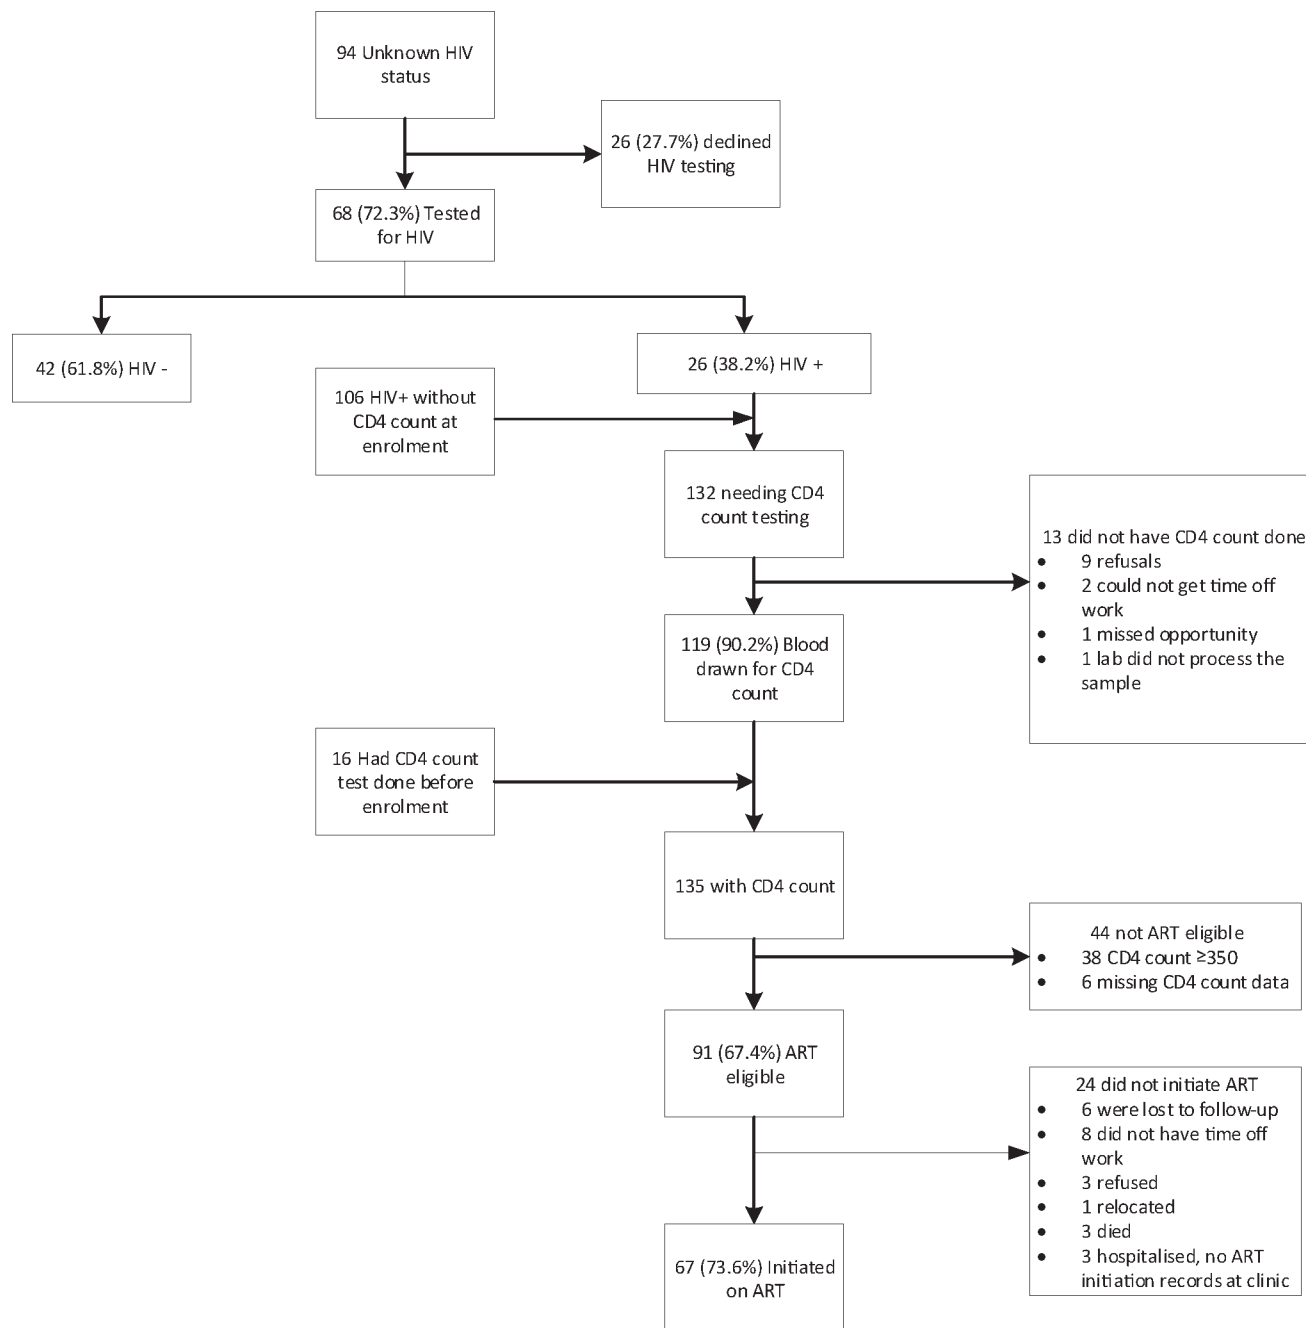 94 Unknown HIV
status
26 (27.7%) declined
HIV testing
68 (72.3%) Tested
for HIV
42 (61.8%) HIV -
26 (38.2%) HIV +
106 HIV+ without
CD4 count at
enrolment
132 needing CD4
count testing
13 did not have CD4 count done
• 9 refusals
• 2 could not get time off
work
• 1 missed opportunity
• 1 lab did not process the
sample
119 (90.2%) Blood
drawn for CD4
count
16 Had CD4 count
test done before
enrolment
135 with CD4 count
44 not ART eligible
• 38 CD4 count ≥350
• 6 missing CD4 count data
91 (67.4%) ART
eligible
24 did not initiate ART
• 6 were lost to follow-up
• 8 did not have time off
work
• 3 refused
• 1 relocated
• 3 died
• 3 hospitalised, no ART
initiation records at clinic
67 (73.6%) Initiated
on ART